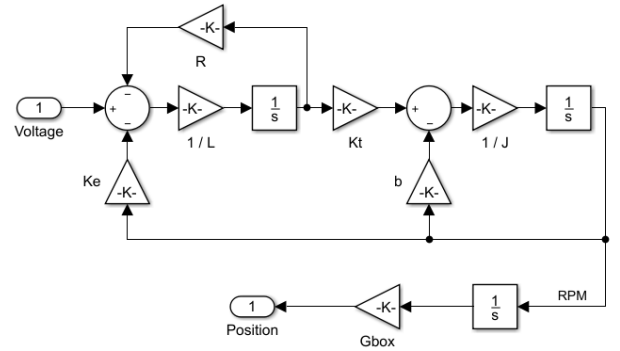 -K-
R
−
1
Voltage
+
−
-K-
1 / L
1
s
-K-
Kt
+
−
-K-
1 / J
1
s
Ke
-K-
b
-K-
RPM
1
Position
-K-
Gbox
1
s